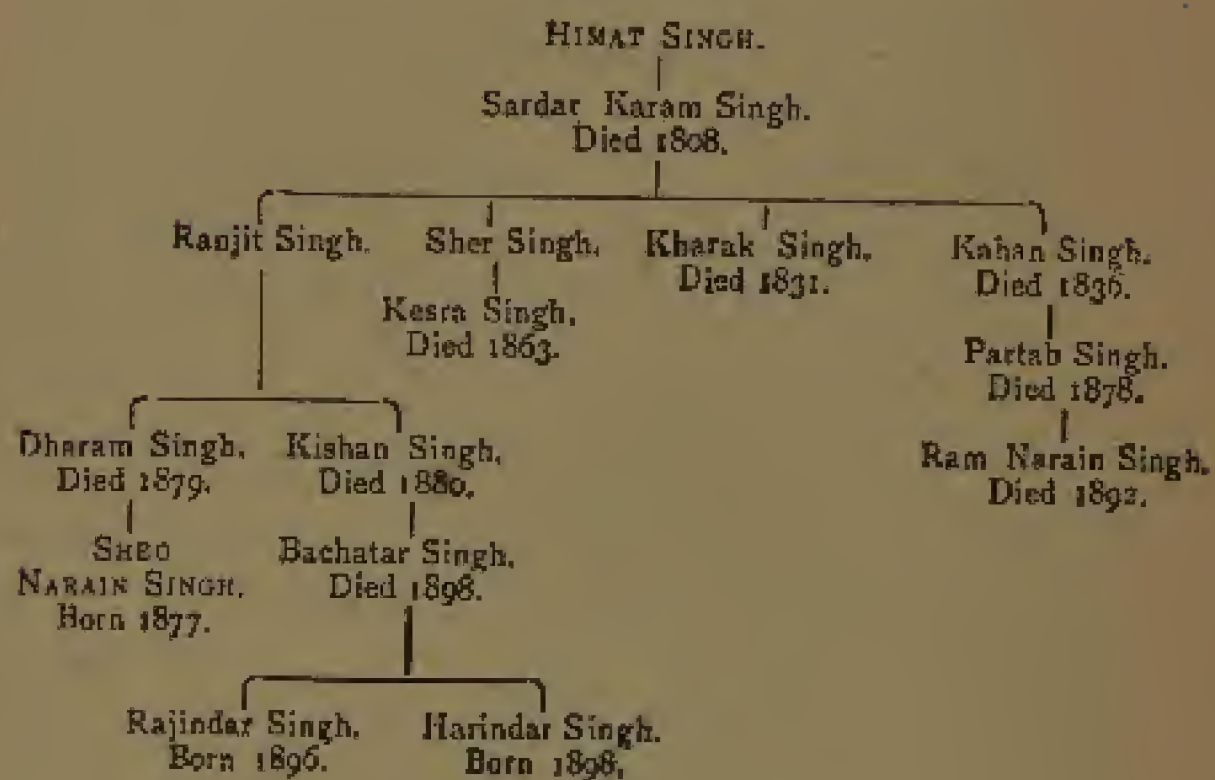 HIMAT SINGH.
Sardar Karam Singh.
Died 1808.
Ranjit Singh. Sher Singh. Kharak Singh. Kahan Singh.
Died 1831. Died 1836.
Kesra Singh.
Died 1863.
Partab Singh.
Died 1878.
Dharam Singh. Kishan Singh. Ram Narain Singh.
Died 1879. Died 1880. Died 1892.
SHEO
NARAIN SINGH.
Born 1877.
Bachatar Singh.
Died 1898.
Rajindar Singh. Harindar Singh.
Born 1896. Born 1898.